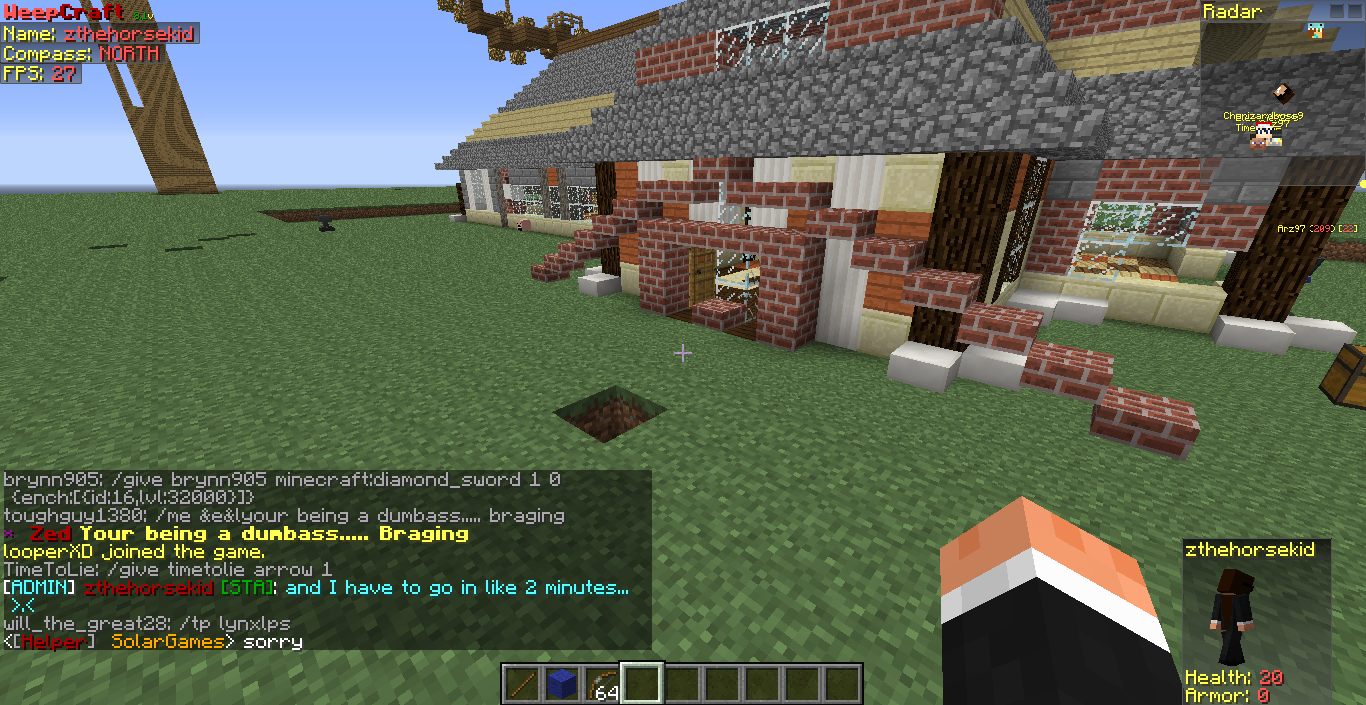 WeepCraft
Name: zthehorsekid
Compass: NORTH
FPS: 27
Radar
Arz97 (209) [22]
brynn905: /give brynn905 minecraft:diamond_sword 1 0
{ench:[{id:16,lvl:32000}]}
toughguy1380: /me &e&lyour being a dumbass..... braging
* Zed Your being a dumbass..... Braging
looperXD joined the game.
TimeToLie: /give timetolie arrow 1
[ADMIN] zthehorsekid [STA]: and I have to go in like 2 minutes...
>.<
will_the_great28: /tp lynxlps
<[Helper] SolarGames> sorry
64
zthehorsekid
Health: 20
Armor: 0